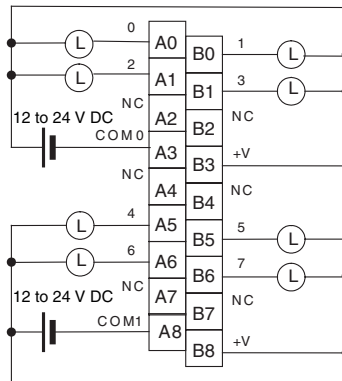 0 A0 B0 1
L L
2 A1 B1 3
L L
NC A2 B2 NC
12 to 24 V DC
COM0 A3 B3 +V
NC A4 B4 NC
4 A5 B5 5
L L
6 A6 B6 7
L L
NC A7 B7 NC
12 to 24 V DC
COM1 A8 B8 +V